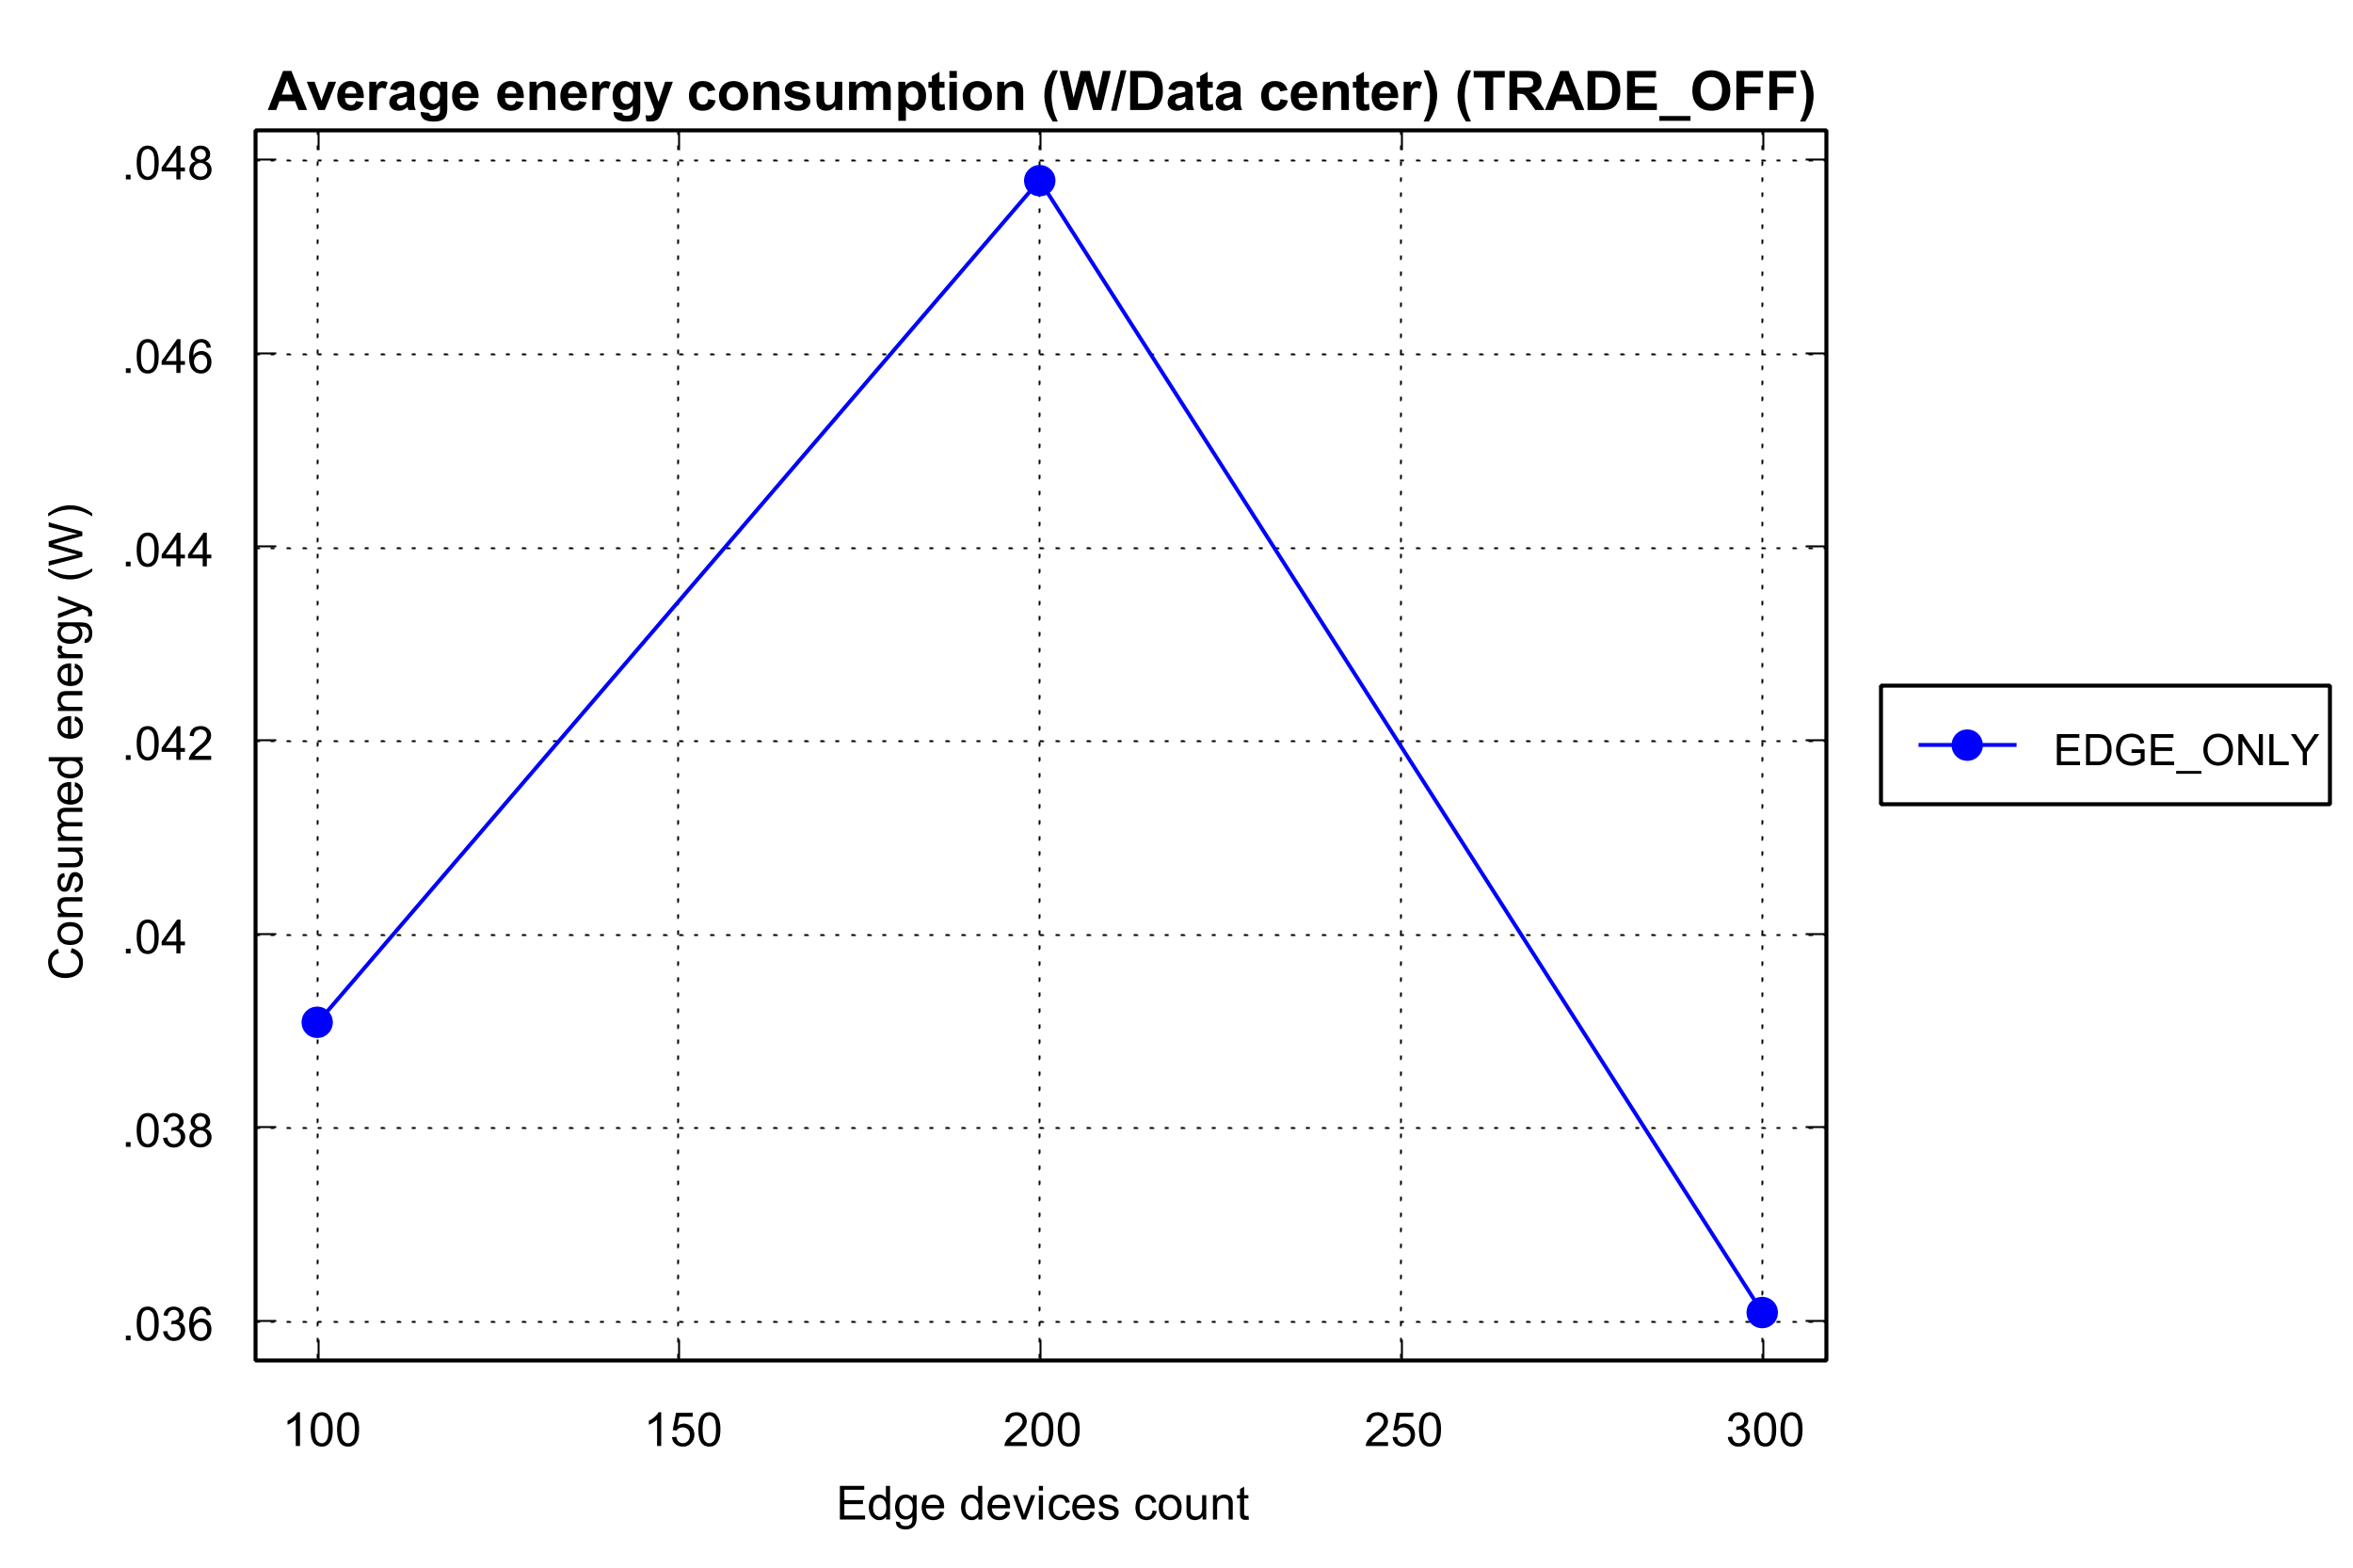 Average energy consumption (W/Data center) (TRADE_OFF)
Consumed energy (W)
.048
.046
.044
.042
.04
.038
.036
100 150 200 250 300
Edge devices count
EDGE_ONLY